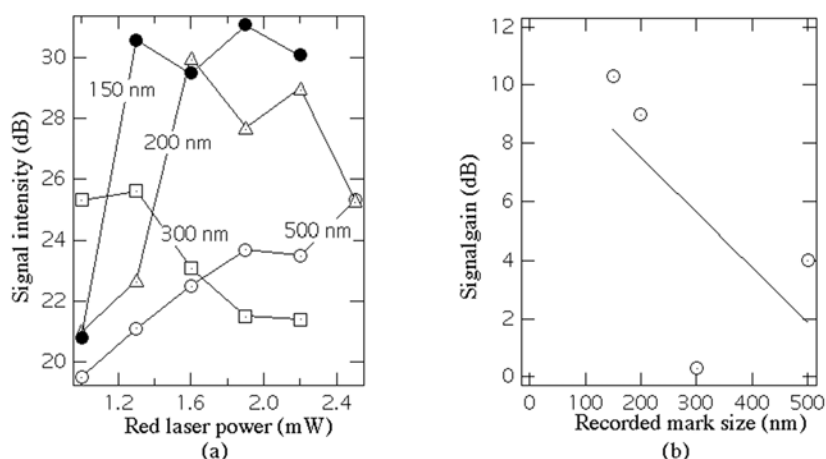 Signal intensity (dB)
30
28
26
24
22
20
150 nm
200 nm
300 nm
500 nm
1.2 1.6 2.0 2.4
Red laser power (mW)
(a)
Signalgain (dB)
12
10
8
6
4
2
0
0 100 200 300 400 500
Recorded mark size (nm)
(b)